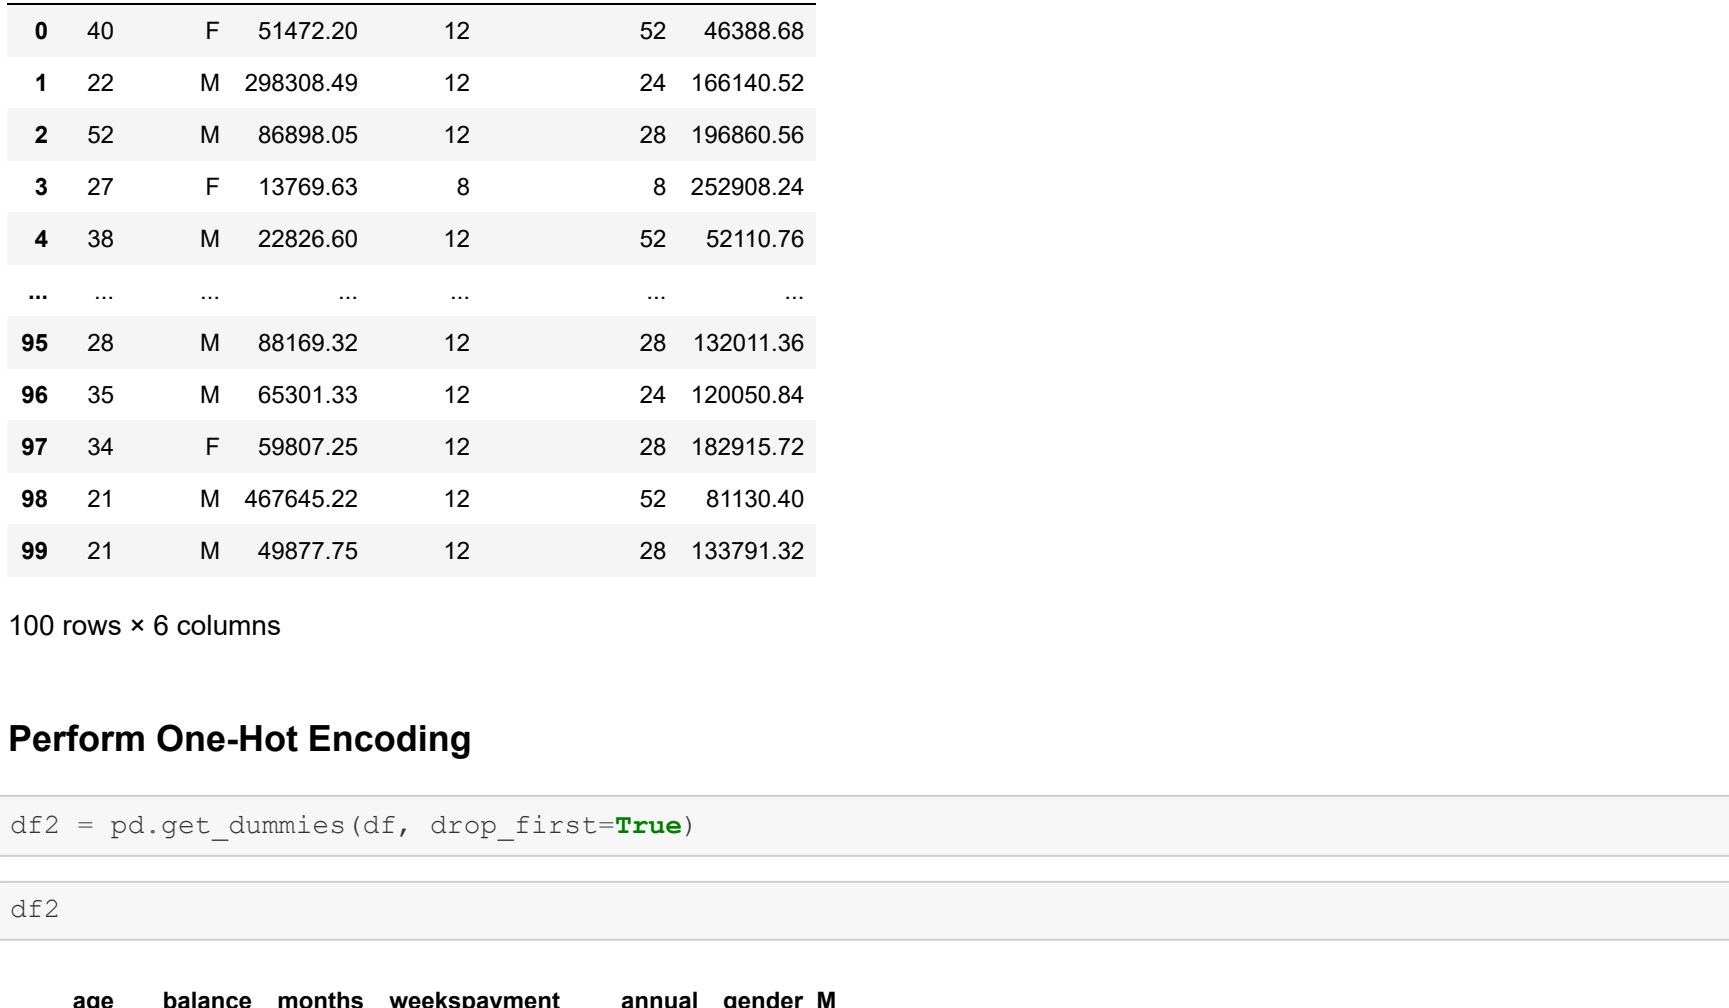 0 40 F 51472.20 12 52 46388.68
1 22 M 298308.49 12 24 166140.52
2 52 M 86898.05 12 28 196860.56
3 27 F 13769.63 8 8 252908.24
4 38 M 22826.60 12 52 52110.76
... ... ... ... ... ... ...
95 28 M 88169.32 12 28 132011.36
96 35 M 65301.33 12 24 120050.84
97 34 F 59807.25 12 28 182915.72
98 21 M 467645.22 12 52 81130.40
99 21 M 49877.75 12 28 133791.32
100 rows × 6 columns
Perform One-Hot Encoding
df2 = pd.get_dummies(df, drop_first=True)
df2
age balance months weekspayment annual gender_M